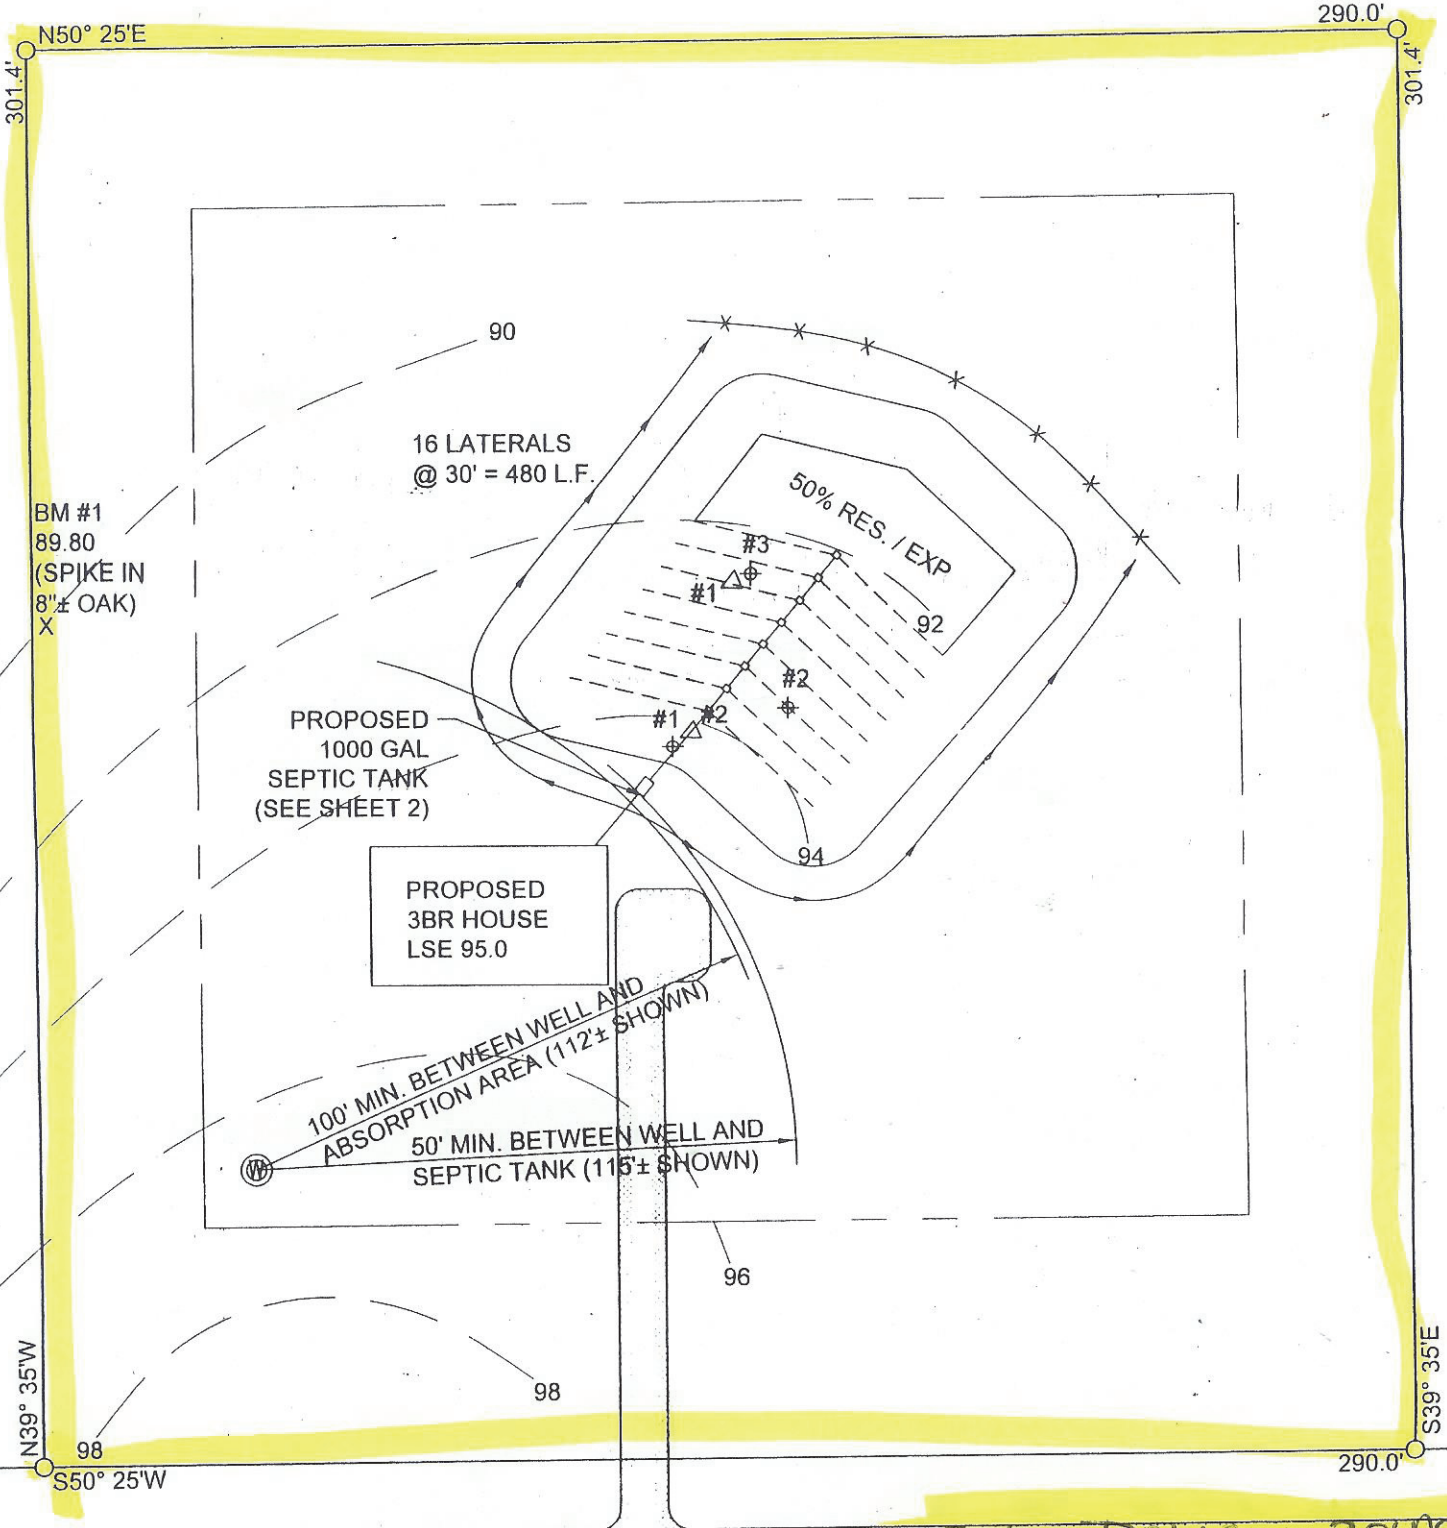 N50° 25'E
290.0'
301.4'
301.4'
90
16 LATERALS
@ 30' = 480 L.F.
50% RES. / EXP
BM #1
89.80
(SPIKE IN
8"± OAK)
X
#3
#1
92
#2
#1
#2
PROPOSED
1000 GAL
SEPTIC TANK
(SEE SHEET 2)
94
PROPOSED
3BR HOUSE
LSE 95.0
100' MIN. BETWEEN WELL AND
ABSORPTION AREA (112'± SHOWN)
50' MIN. BETWEEN WELL AND
SEPTIC TANK (115'± SHOWN)
W
96
98
98
N39° 35'W
S39° 35'E
S50° 25'W
290.0'